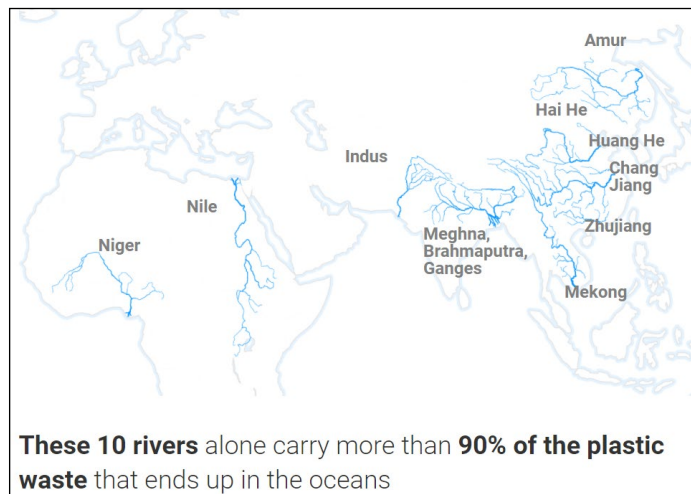 Amur
Hai He
Huang He
Indus
Chang
Jiang
Nile
Zhujiang
Niger
Meghna,
Brahmaputra,
Ganges
Mekong
These 10 rivers alone carry more than 90% of the plastic
waste that ends up in the oceans